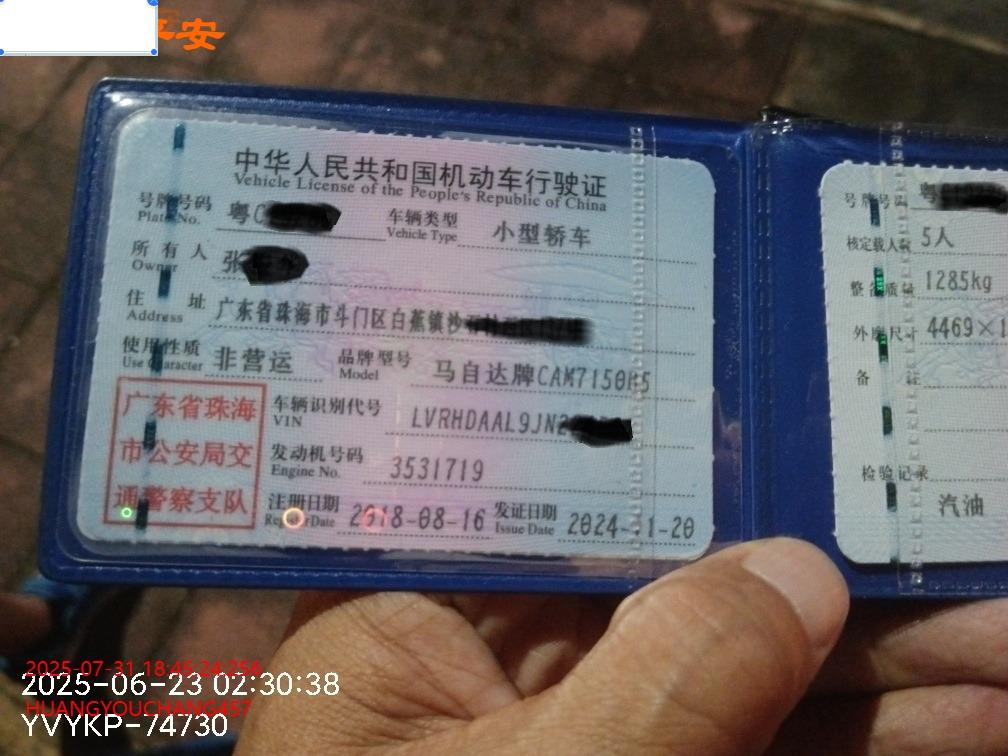 平安
中华人民共和国机动车行驶证
Vehicle License of the People's Republic of China
号牌号码 粤C 车辆类型 小型轿车
Plate No. Vehicle Type
所有人 张
Owner
住址 广东省珠海市斗门区白蕉镇沙
Address
使用性质 非营运 品牌型号 马自达牌CAM7150H5
Use Character Model
广东省珠海
市公安局交
通警察支队
车辆识别代号 LVRHDAAL9JN2
VIN
发动机号码 3531719
Engine No.
注册日期 2018-08-16 发证日期 2024-11-20
Register Date Issue Date
号牌号码 粤
核定载人数 5人
整备质量 1285kg
外廓尺寸 4469×1
备注
检验记录
汽油
2025-07-31 18:45:24:256
2025-06-23 02:30:38
HUANGYOUCHANG457
YVYKP-74730